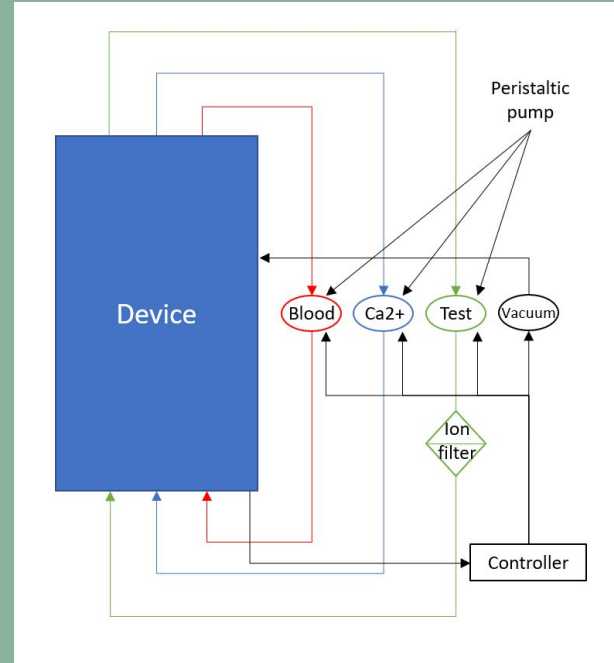 Peristaltic
pump
Device
Blood
Ca2+
Test
Vacuum
Ion
filter
Controller